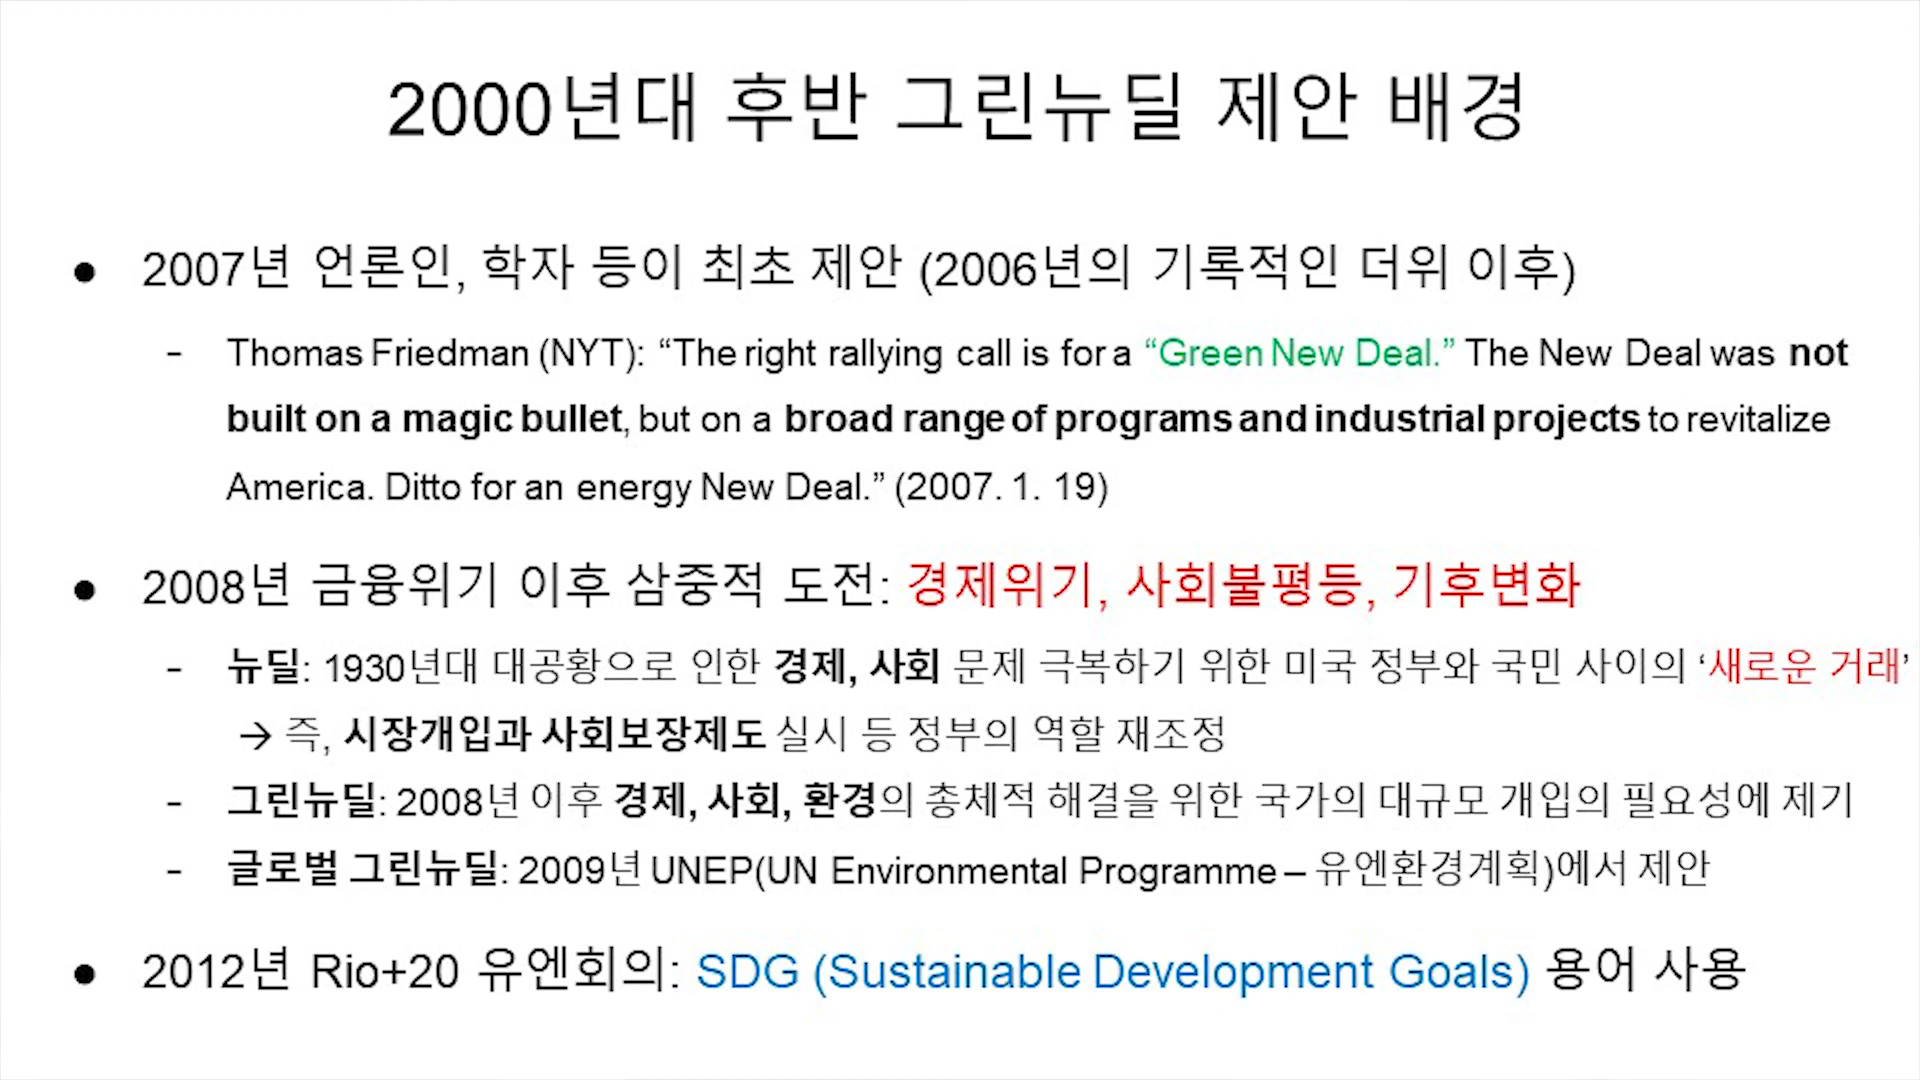 2000년대 후반 그린뉴딜 제안 배경
● 2007년 언론인, 학자 등이 최초 제안 (2006년의 기록적인 더위 이후)
- Thomas Friedman (NYT): “The right rallying call is for a “Green New Deal.” The New Deal was not
built on a magic bullet, but on a broad range of programs and industrial projects to revitalize
America. Ditto for an energy New Deal.” (2007. 1. 19)
● 2008년 금융위기 이후 삼중적 도전: 경제위기, 사회불평등, 기후변화
- 뉴딜: 1930년대 대공황으로 인한 경제, 사회 문제 극복하기 위한 미국 정부와 국민 사이의 ‘새로운 거래’
→ 즉, 시장개입과 사회보장제도 실시 등 정부의 역할 재조정
- 그린뉴딜: 2008년 이후 경제, 사회, 환경의 총체적 해결을 위한 국가의 대규모 개입의 필요성에 제기
- 글로벌 그린뉴딜: 2009년 UNEP(UN Environmental Programme – 유엔환경계획)에서 제안
● 2012년 Rio+20 유엔회의: SDG (Sustainable Development Goals) 용어 사용